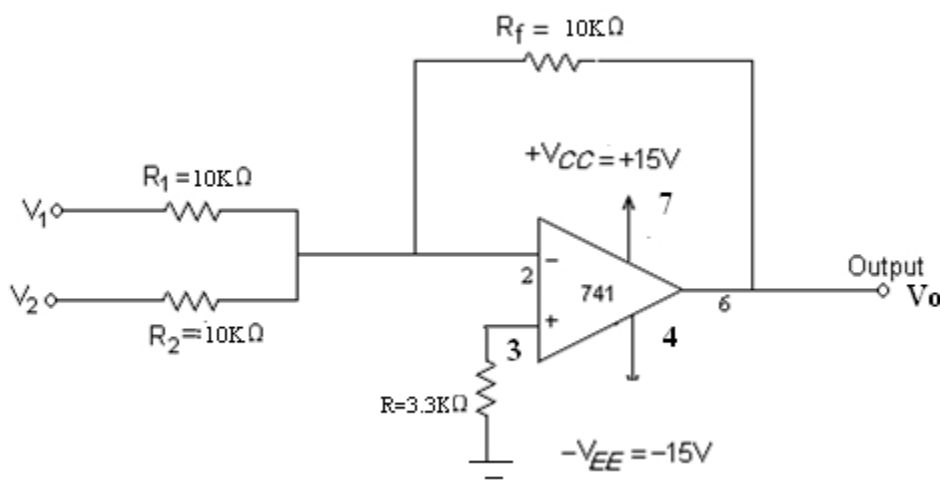 Rf = 10KΩ
+VCC = +15V
R1 = 10KΩ
7
V1
2
−
741
Output
Vo
6
V2
R2 = 10KΩ
+
3
4
R=3.3KΩ
−VEE = −15V